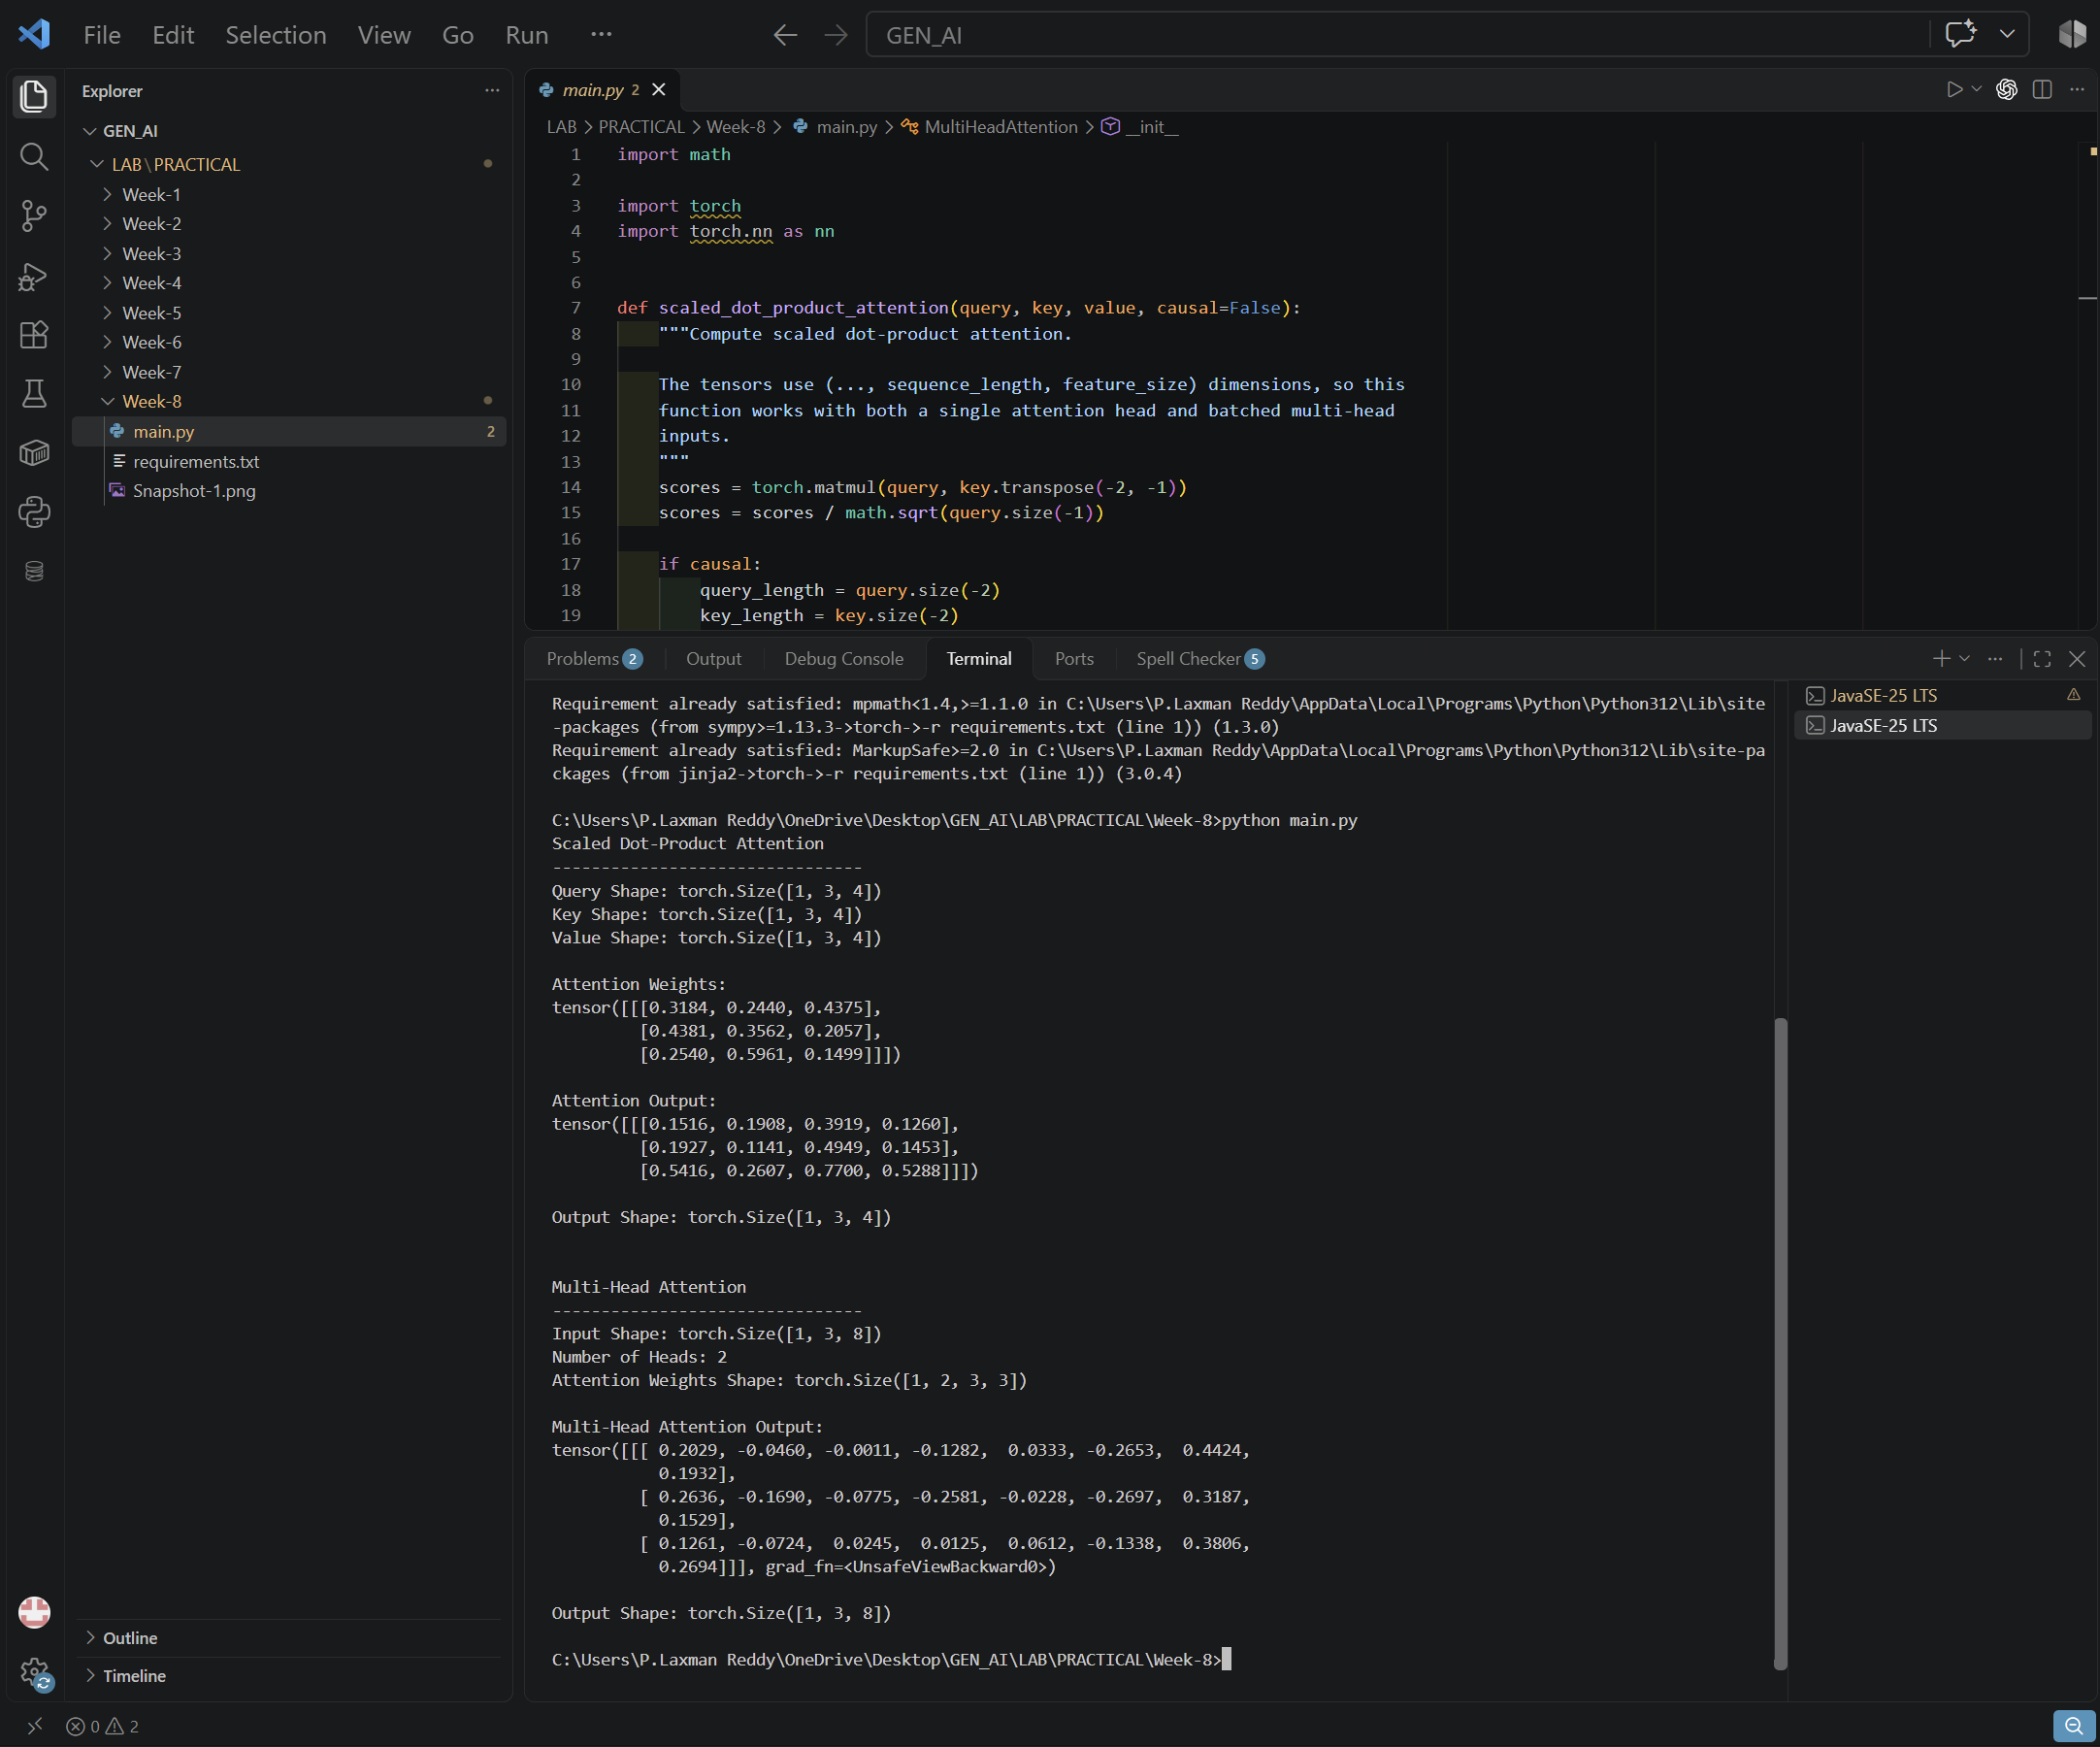 File Edit Selection View Go Run ···
GEN_AI
Explorer
GEN_AI
LAB\PRACTICAL
Week-1
Week-2
Week-3
Week-4
Week-5
Week-6
Week-7
Week-8
main.py 2
requirements.txt
Snapshot-1.png
Outline
Timeline
main.py 2
LAB > PRACTICAL > Week-8 > main.py > MultiHeadAttention > __init__
1 import math
2
3 import torch
4 import torch.nn as nn
5
6
7 def scaled_dot_product_attention(query, key, value, causal=False):
8 """Compute scaled dot-product attention.
9
10 The tensors use (..., sequence_length, feature_size) dimensions, so this
11 function works with both a single attention head and batched multi-head
12 inputs.
13 """
14 scores = torch.matmul(query, key.transpose(-2, -1))
15 scores = scores / math.sqrt(query.size(-1))
16
17 if causal:
18 query_length = query.size(-2)
19 key_length = key.size(-2)
Problems 2 Output Debug Console Terminal Ports Spell Checker 5
Requirement already satisfied: mpmath<1.4,>=1.1.0 in C:\Users\P.Laxman Reddy\AppData\Local\Programs\Python\Python312\Lib\site
-packages (from sympy>=1.13.3->torch->-r requirements.txt (line 1)) (1.3.0)
Requirement already satisfied: MarkupSafe>=2.0 in C:\Users\P.Laxman Reddy\AppData\Local\Programs\Python\Python312\Lib\site-pa
ckages (from jinja2->torch->-r requirements.txt (line 1)) (3.0.4)
C:\Users\P.Laxman Reddy\OneDrive\Desktop\GEN_AI\LAB\PRACTICAL\Week-8>python main.py
Scaled Dot-Product Attention
--------------------------------
Query Shape: torch.Size([1, 3, 4])
Key Shape: torch.Size([1, 3, 4])
Value Shape: torch.Size([1, 3, 4])
Attention Weights:
tensor([[[0.3184, 0.2440, 0.4375],
[0.4381, 0.3562, 0.2057],
[0.2540, 0.5961, 0.1499]]])
Attention Output:
tensor([[[0.1516, 0.1908, 0.3919, 0.1260],
[0.1927, 0.1141, 0.4949, 0.1453],
[0.5416, 0.2607, 0.7700, 0.5288]]])
Output Shape: torch.Size([1, 3, 4])
Multi-Head Attention
--------------------------------
Input Shape: torch.Size([1, 3, 8])
Number of Heads: 2
Attention Weights Shape: torch.Size([1, 2, 3, 3])
Multi-Head Attention Output:
tensor([[[ 0.2029, -0.0460, -0.0011, -0.1282, 0.0333, -0.2653, 0.4424,
0.1932],
[ 0.2636, -0.1690, -0.0775, -0.2581, -0.0228, -0.2697, 0.3187,
0.1529],
[ 0.1261, -0.0724, 0.0245, 0.0125, 0.0612, -0.1338, 0.3806,
0.2694]]], grad_fn=<UnsafeViewBackward0>)
Output Shape: torch.Size([1, 3, 8])
C:\Users\P.Laxman Reddy\OneDrive\Desktop\GEN_AI\LAB\PRACTICAL\Week-8>
JavaSE-25 LTS
JavaSE-25 LTS
0 2